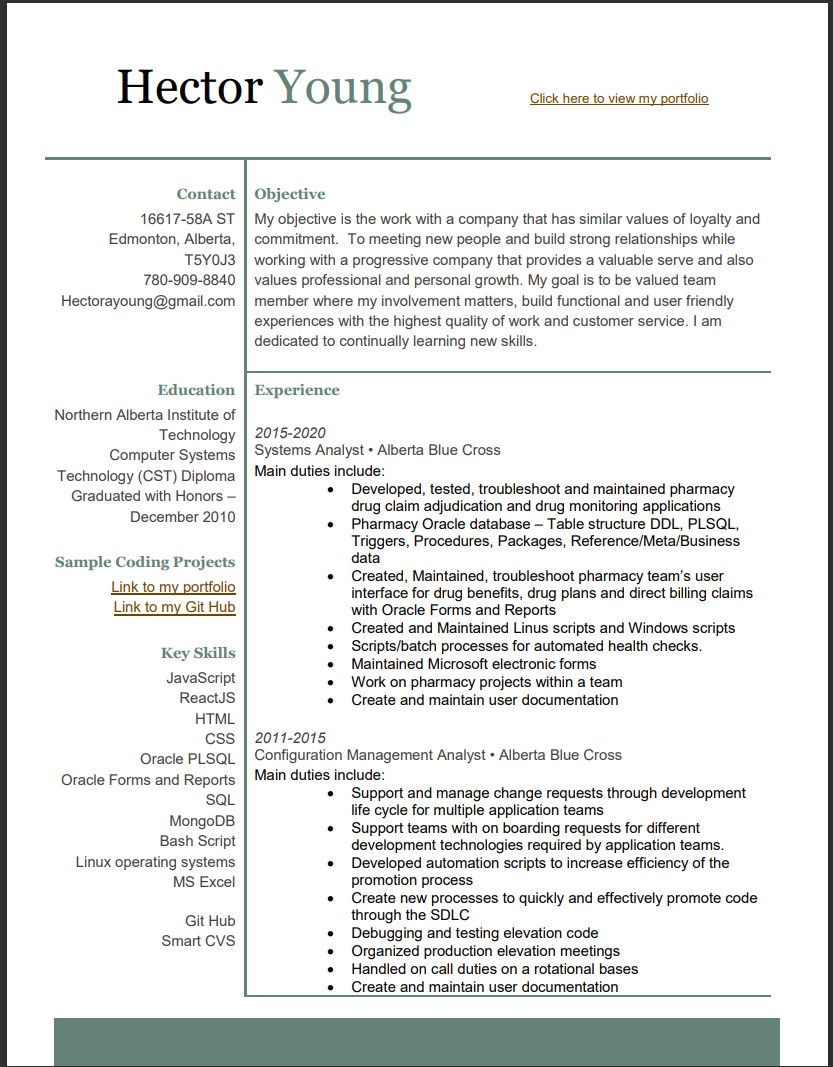 Hector Young
Click here to view my portfolio
Contact
16617-58A ST
Edmonton, Alberta,
T5Y0J3
780-909-8840
Hectorayoung@gmail.com
Objective
My objective is the work with a company that has similar values of loyalty and
commitment.  To meeting new people and build strong relationships while
working with a progressive company that provides a valuable serve and also
values professional and personal growth. My goal is to be valued team
member where my involvement matters, build functional and user friendly
experiences with the highest quality of work and customer service. I am
dedicated to continually learning new skills.
Education
Northern Alberta Institute of
Technology
Computer Systems
Technology (CST) Diploma
Graduated with Honors –
December 2010
Sample Coding Projects
Link to my portfolio
Link to my Git Hub
Key Skills
JavaScript
ReactJS
HTML
CSS
Oracle PLSQL
Oracle Forms and Reports
SQL
MongoDB
Bash Script
Linux operating systems
MS Excel
Git Hub
Smart CVS
Experience
2015-2020
Systems Analyst • Alberta Blue Cross
Main duties include:
• Developed, tested, troubleshoot and maintained pharmacy
drug claim adjudication and drug monitoring applications
• Pharmacy Oracle database – Table structure DDL, PLSQL,
Triggers, Procedures, Packages, Reference/Meta/Business
data
• Created, Maintained, troubleshoot pharmacy team’s user
interface for drug benefits, drug plans and direct billing claims
with Oracle Forms and Reports
• Created and Maintained Linus scripts and Windows scripts
• Scripts/batch processes for automated health checks.
• Maintained Microsoft electronic forms
• Work on pharmacy projects within a team
• Create and maintain user documentation
2011-2015
Configuration Management Analyst • Alberta Blue Cross
Main duties include:
• Support and manage change requests through development
life cycle for multiple application teams
• Support teams with on boarding requests for different
development technologies required by application teams.
• Developed automation scripts to increase efficiency of the
promotion process
• Create new processes to quickly and effectively promote code
through the SDLC
• Debugging and testing elevation code
• Organized production elevation meetings
• Handled on call duties on a rotational bases
• Create and maintain user documentation